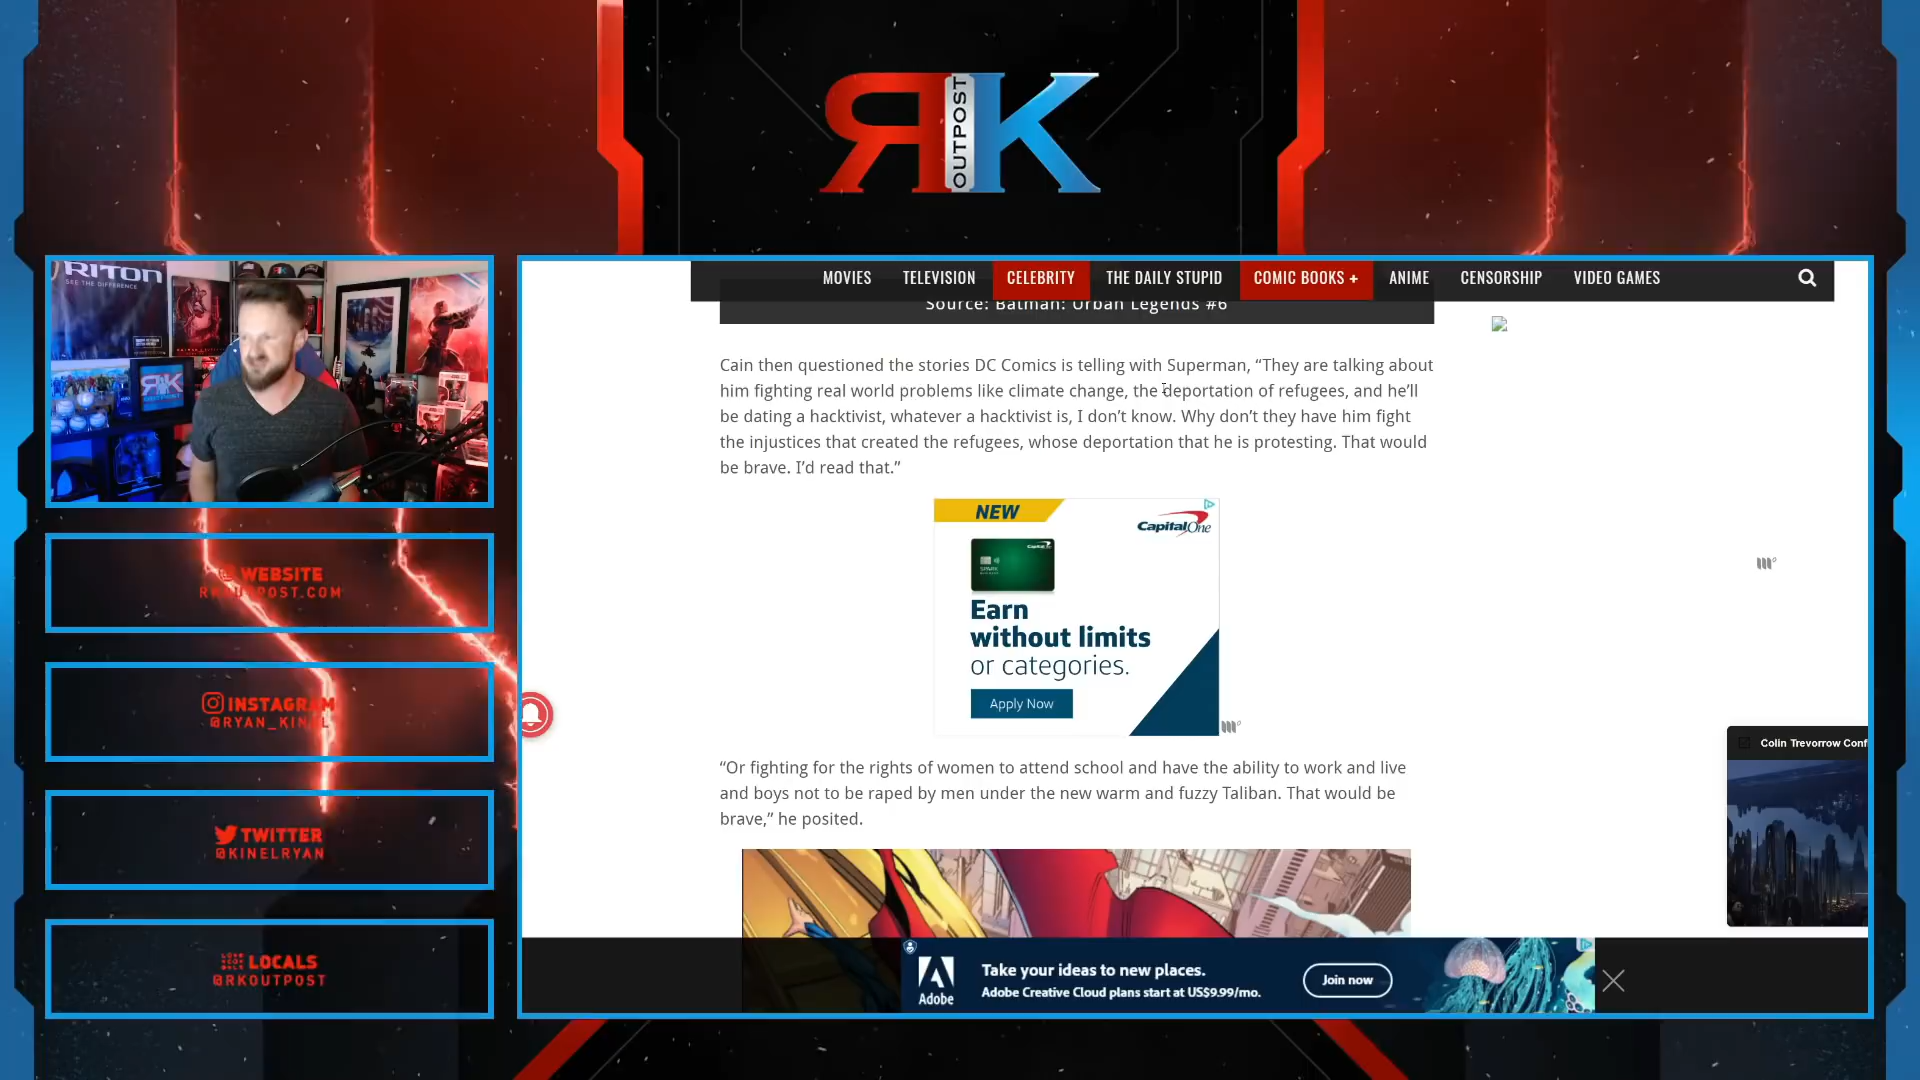 RK
OUTPOST
RITON
SEE THE DIFFERENCE
RK
WEBSITE
RKOUTPOST.COM
INSTAGRAM
@RYAN_KINEL
TWITTER
@KINELRYAN
LOCALS
@RKOUTPOST
MOVIES TELEVISION CELEBRITY THE DAILY STUPID COMIC BOOKS + ANIME CENSORSHIP VIDEO GAMES
Source: Batman: Urban Legends #6
Cain then questioned the stories DC Comics is telling with Superman, “They are talking about
him fighting real world problems like climate change, the deportation of refugees, and he’ll
be dating a hacktivist, whatever a hacktivist is, I don’t know. Why don’t they have him fight
the injustices that created the refugees, whose deportation that he is protesting. That would
be brave. I’d read that.”
NEW
CapitalOne
CapitalOne
SPARK
Earn
without limits
or categories.
Apply Now
“Or fighting for the rights of women to attend school and have the ability to work and live
and boys not to be raped by men under the new warm and fuzzy Taliban. That would be
brave,” he posited.
Colin Trevorrow Conf
Adobe
Take your ideas to new places.
Adobe Creative Cloud plans start at US$9.99/mo.
Join now